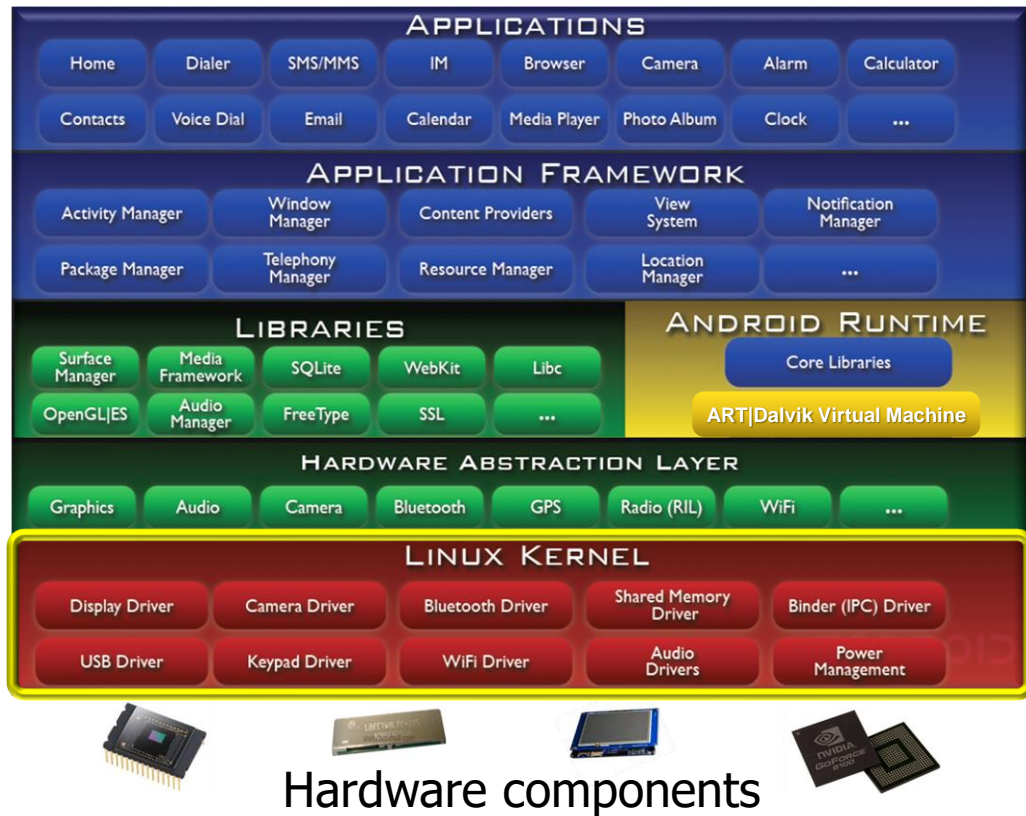 APPLICATIONS
Home Dialer SMS/MMS IM Browser Camera Alarm Calculator
Contacts Voice Dial Email Calendar Media Player Photo Album Clock ...
APPLICATION FRAMEWORK
Activity Manager Window Manager Content Providers View System Notification Manager
Package Manager Telephony Manager Resource Manager Location Manager ...
LIBRARIES
Surface Manager Media Framework SQLite WebKit Libc
OpenGL|ES Audio Manager FreeType SSL ...
ANDROID RUNTIME
Core Libraries
ART|Dalvik Virtual Machine
HARDWARE ABSTRACTION LAYER
Graphics Audio Camera Bluetooth GPS Radio (RIL) WiFi ...
LINUX KERNEL
Display Driver Camera Driver Bluetooth Driver Shared Memory Driver Binder (IPC) Driver
USB Driver Keypad Driver WiFi Driver Audio Drivers Power Management
NVIDIA
GOFORCE
Hardware components